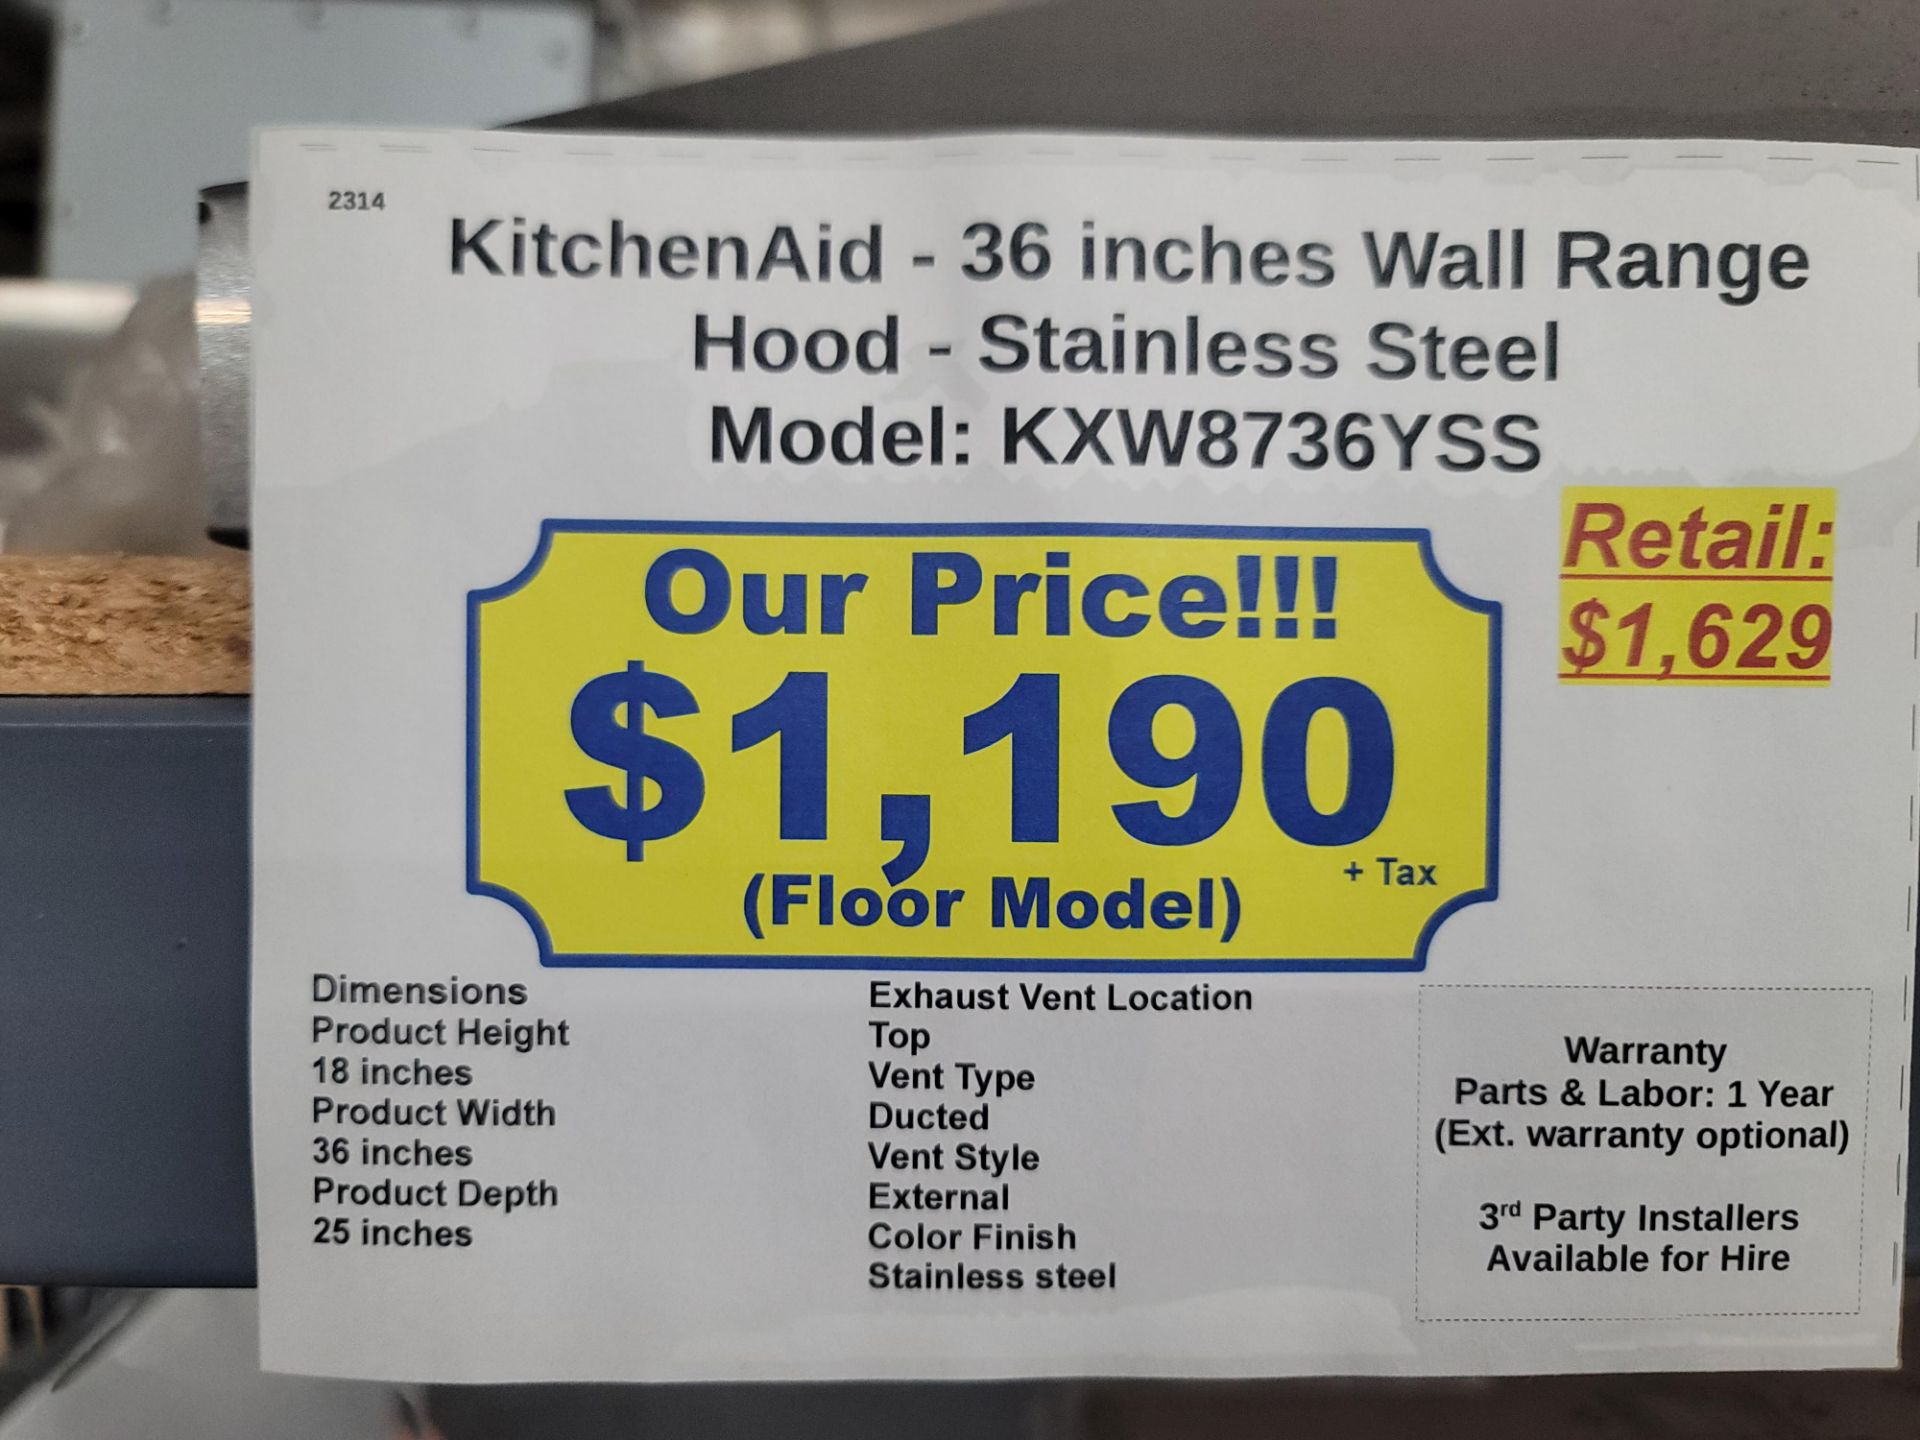 2314
KitchenAid - 36 inches Wall Range
Hood - Stainless Steel
Model: KXW8736YSS
Retail:
$1,629
Our Price!!!
$1,190
+ Tax
(Floor Model)
Dimensions
Product Height
18 inches
Product Width
36 inches
Product Depth
25 inches
Exhaust Vent Location
Top
Vent Type
Ducted
Vent Style
External
Color Finish
Stainless steel
Warranty
Parts & Labor: 1 Year
(Ext. warranty optional)
3rd Party Installers
Available for Hire